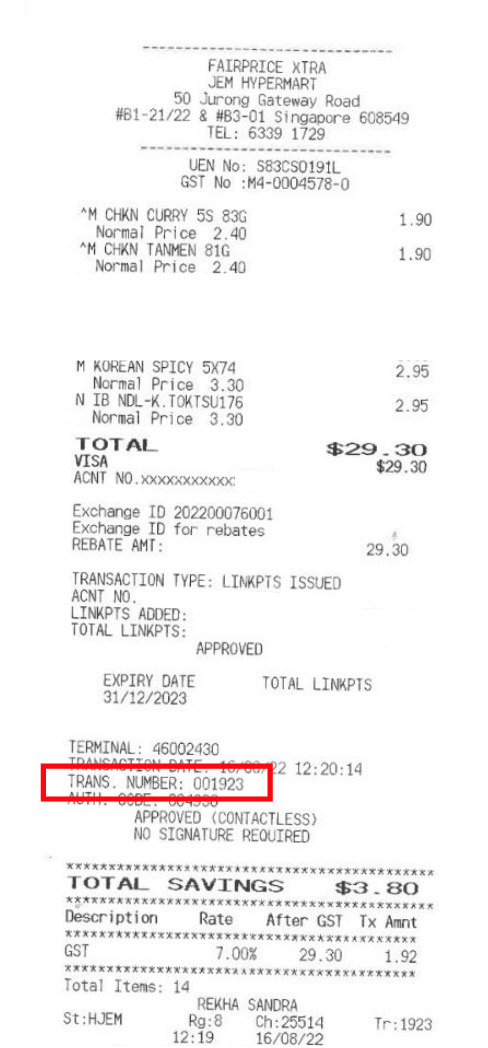 FAIRPRICE XTRA
JEM HYPERMART
50 Jurong Gateway Road
#B1-21/22 & #B3-01 Singapore 608549
TEL: 6339 1729
UEN No: S83CS0191L
GST No :M4-0004578-0
^M CHKN CURRY 5S 83G 1.90
Normal Price 2.40
^M CHKN TANMEN 81G 1.90
Normal Price 2.40
M KOREAN SPICY 5X74 2.95
Normal Price 3.30
N IB NDL-K.TOKTSU176 2.95
Normal Price 3.30
TOTAL $29.30
VISA $29.30
ACNT NO.xxxxxxxxxxx:
Exchange ID 202200076001
Exchange ID for rebates
REBATE AMT: 29.30
TRANSACTION TYPE: LINKPTS ISSUED
ACNT NO.
LINKPTS ADDED:
TOTAL LINKPTS:
APPROVED
EXPIRY DATE TOTAL LINKPTS
31/12/2023
TERMINAL: 46002430
TRANSACTION DATE: 16/08/22 12:20:14
TRANS. NUMBER: 001923
AUTH. CODE:
APPROVED (CONTACTLESS)
NO SIGNATURE REQUIRED
TOTAL SAVINGS $3.80
Description Rate After GST Tx Amnt
GST 7.00% 29.30 1.92
Total Items: 14
REKHA SANDRA
St:HJEM Rg:8 Ch:25514 Tr:1923
12:19 16/08/22